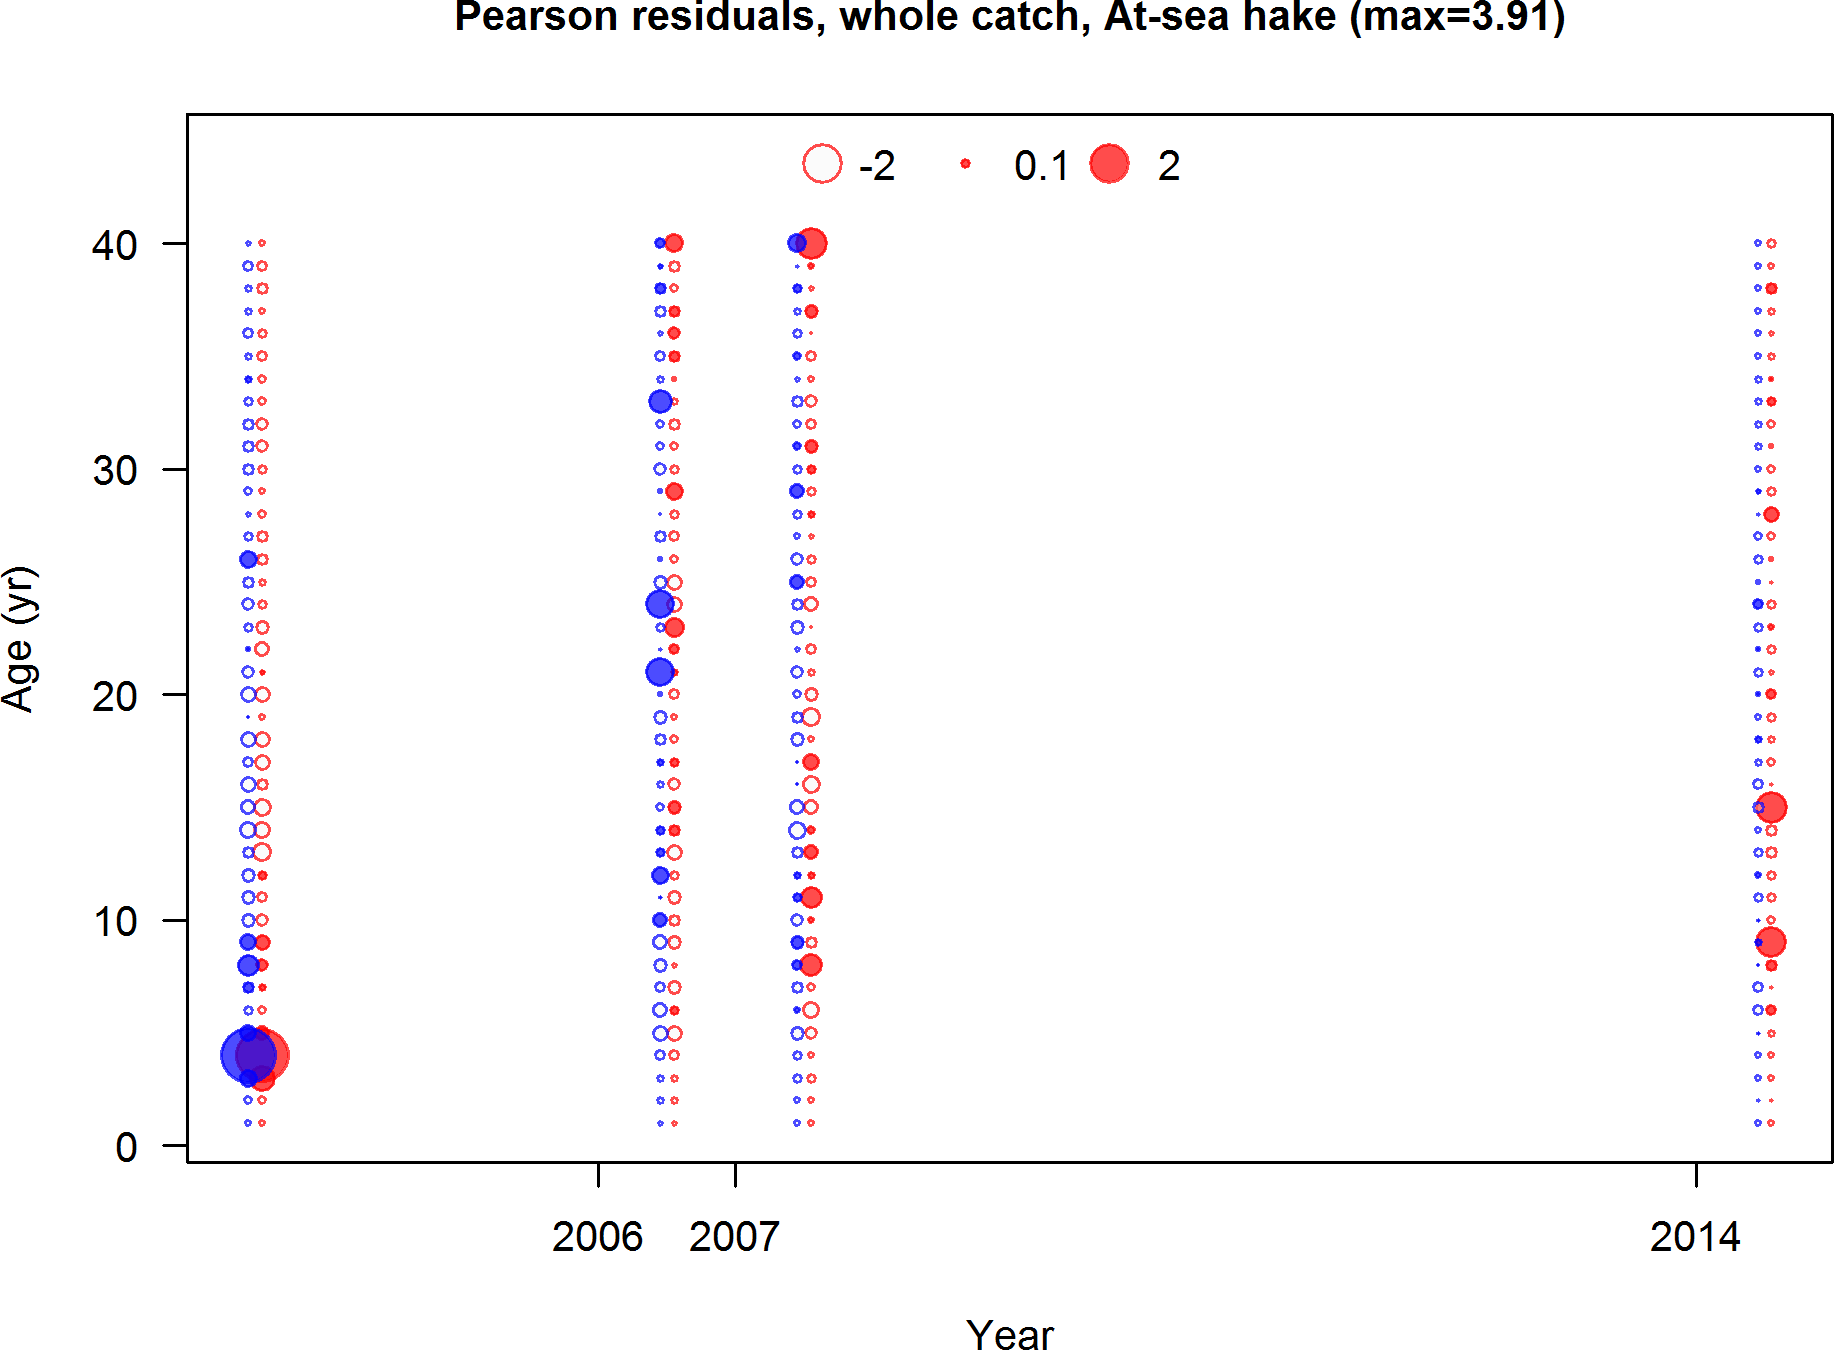 Pearson residuals, whole catch, At-sea hake (max=3.91)
-2 0.1 2
40
30
20
10
0
Age (yr)
2006 2007 2014
Year